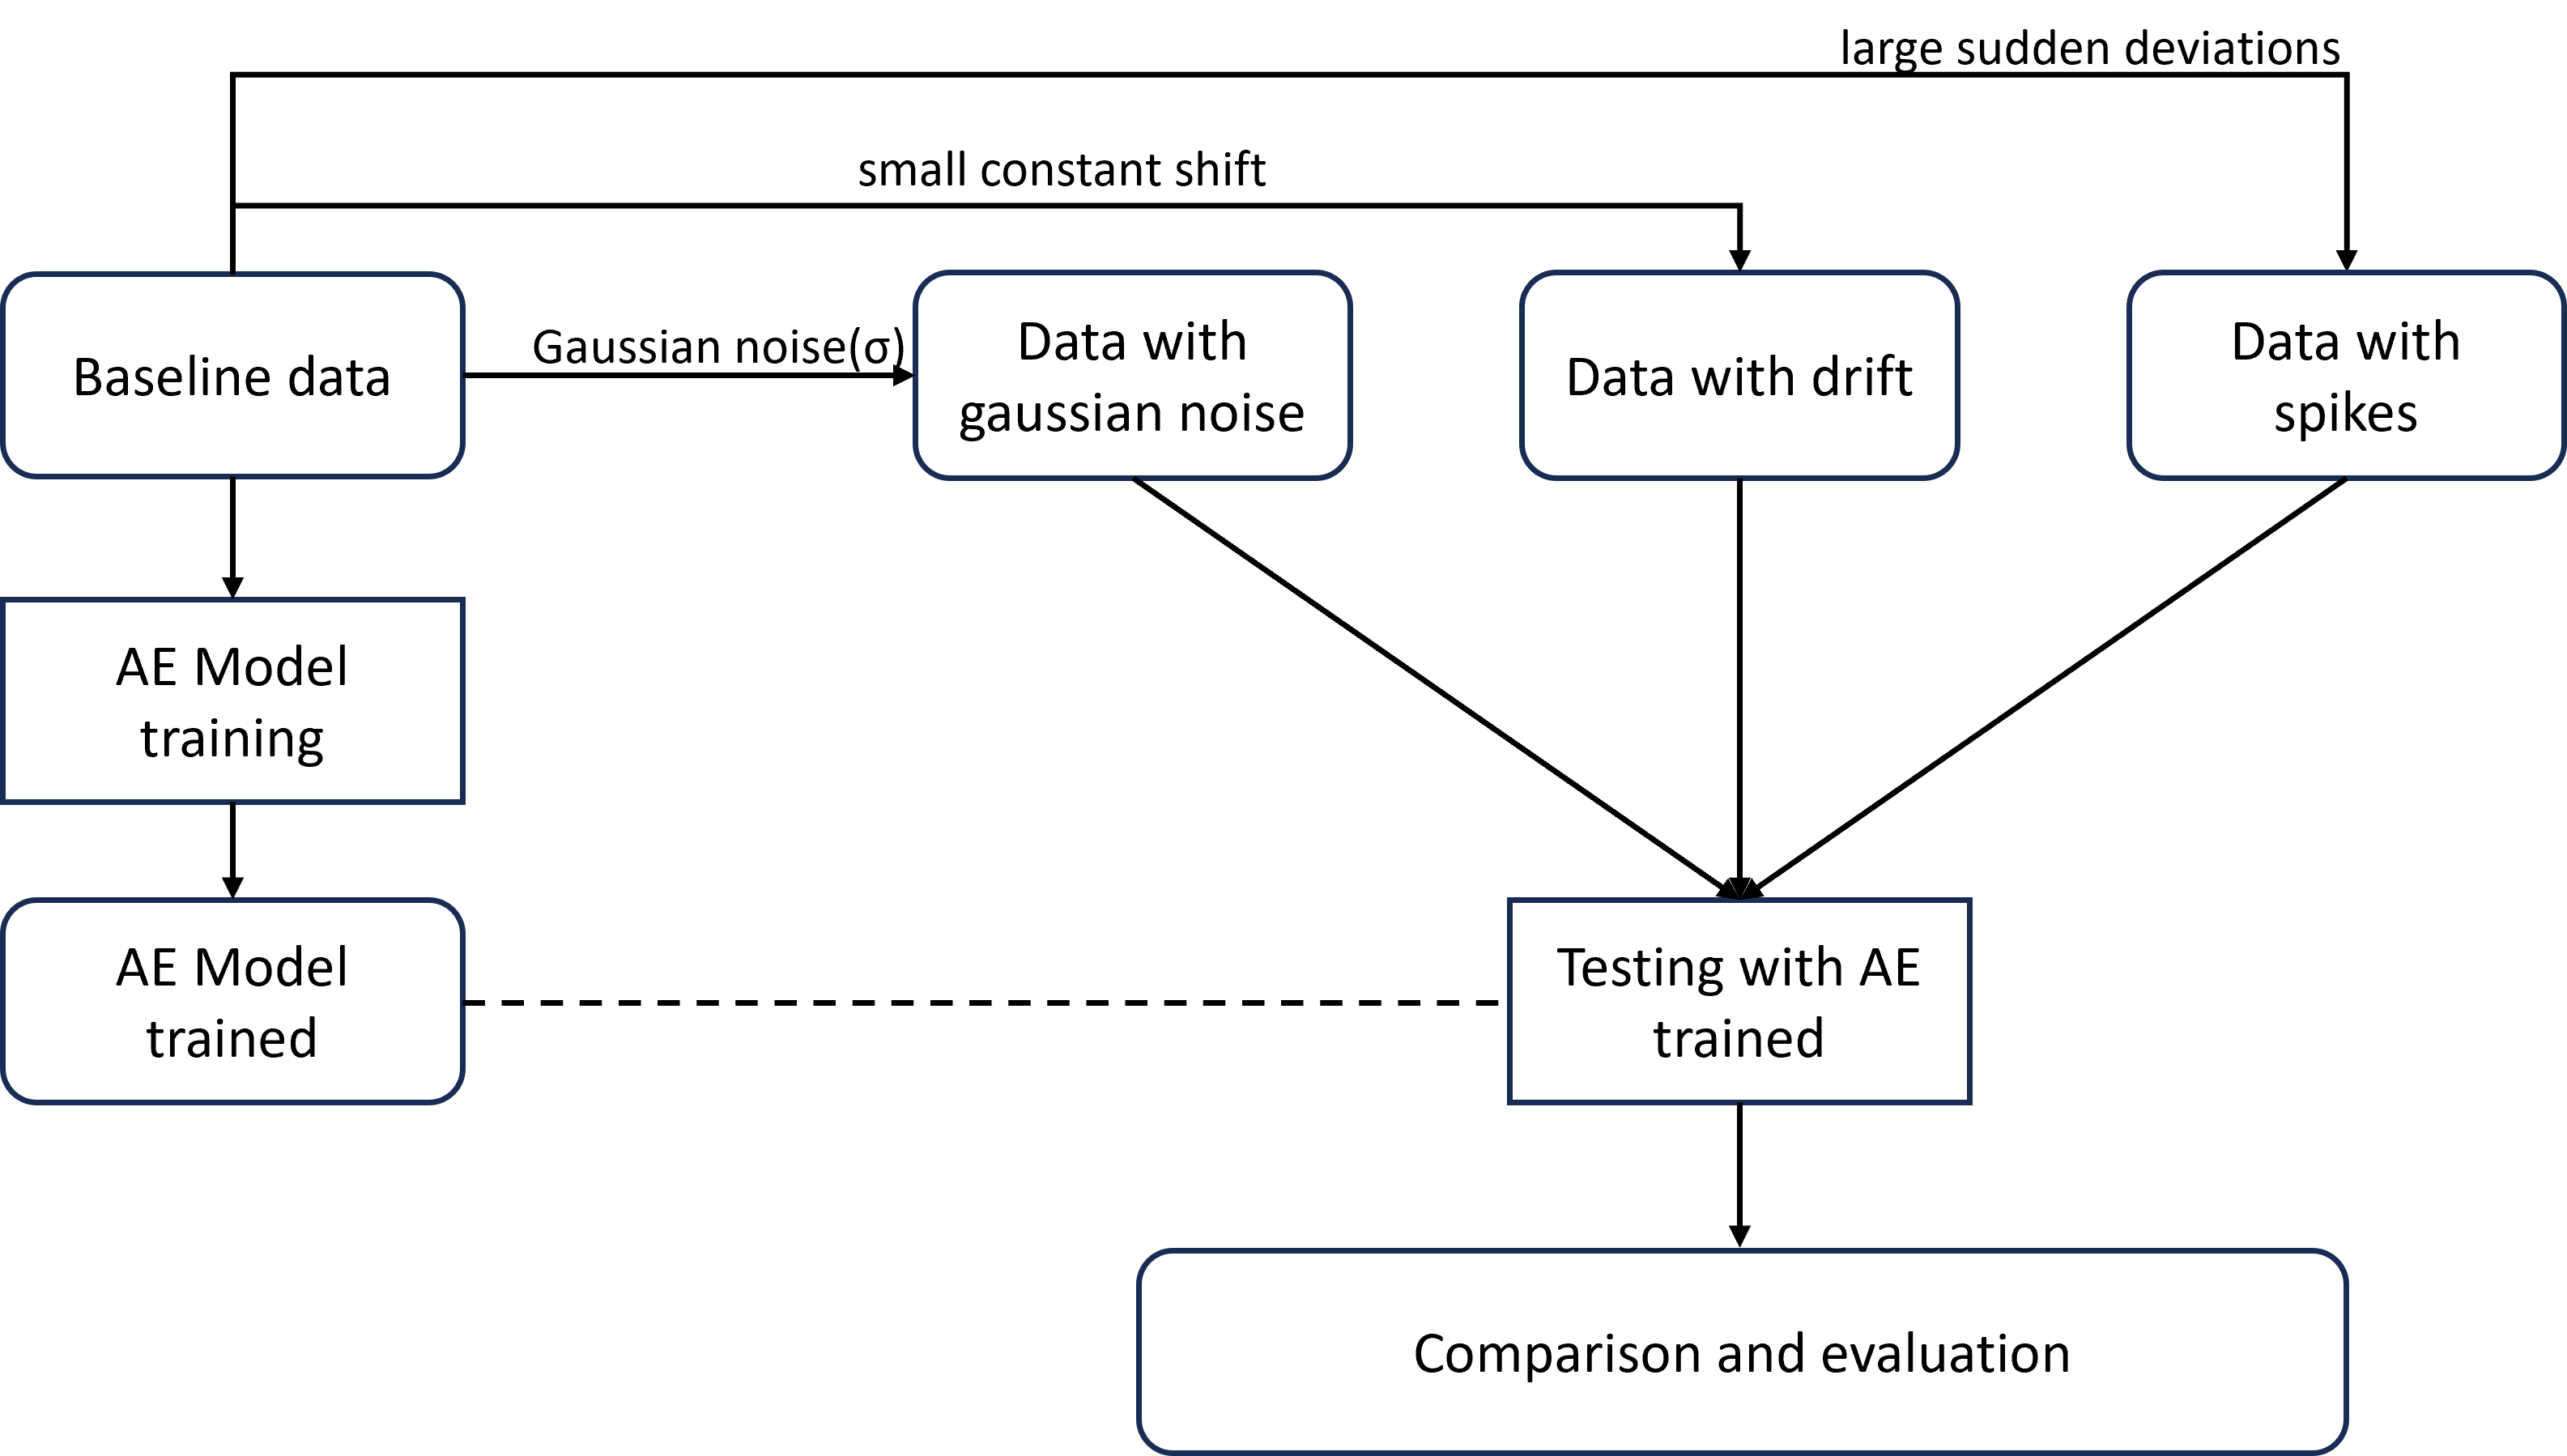 large sudden deviations
small constant shift
Baseline data
Gaussian noise(σ)
Data with
gaussian noise
Data with drift
Data with
spikes
AE Model
training
AE Model
trained
Testing with AE
trained
Comparison and evaluation